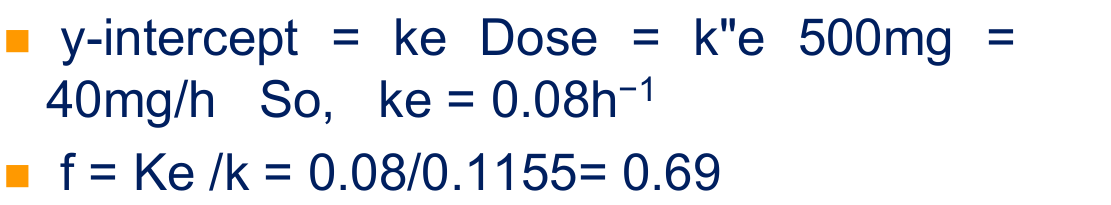 ■ y-intercept = ke Dose = k"e 500mg =
40mg/h So, ke = 0.08h⁻¹
■ f = Ke /k = 0.08/0.1155= 0.69